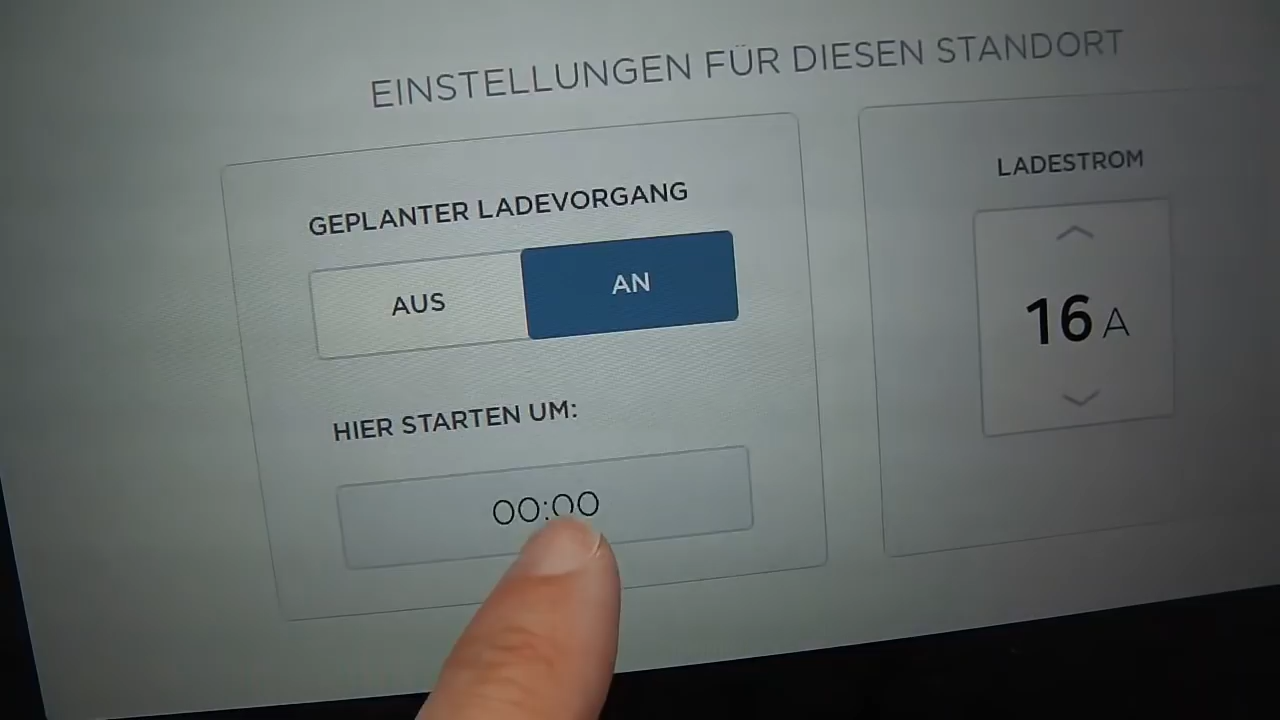 EINSTELLUNGEN FÜR DIESEN STANDORT
GEPLANTER LADEVORGANG
AUS
AN
HIER STARTEN UM:
00:00
LADESTROM
16 A